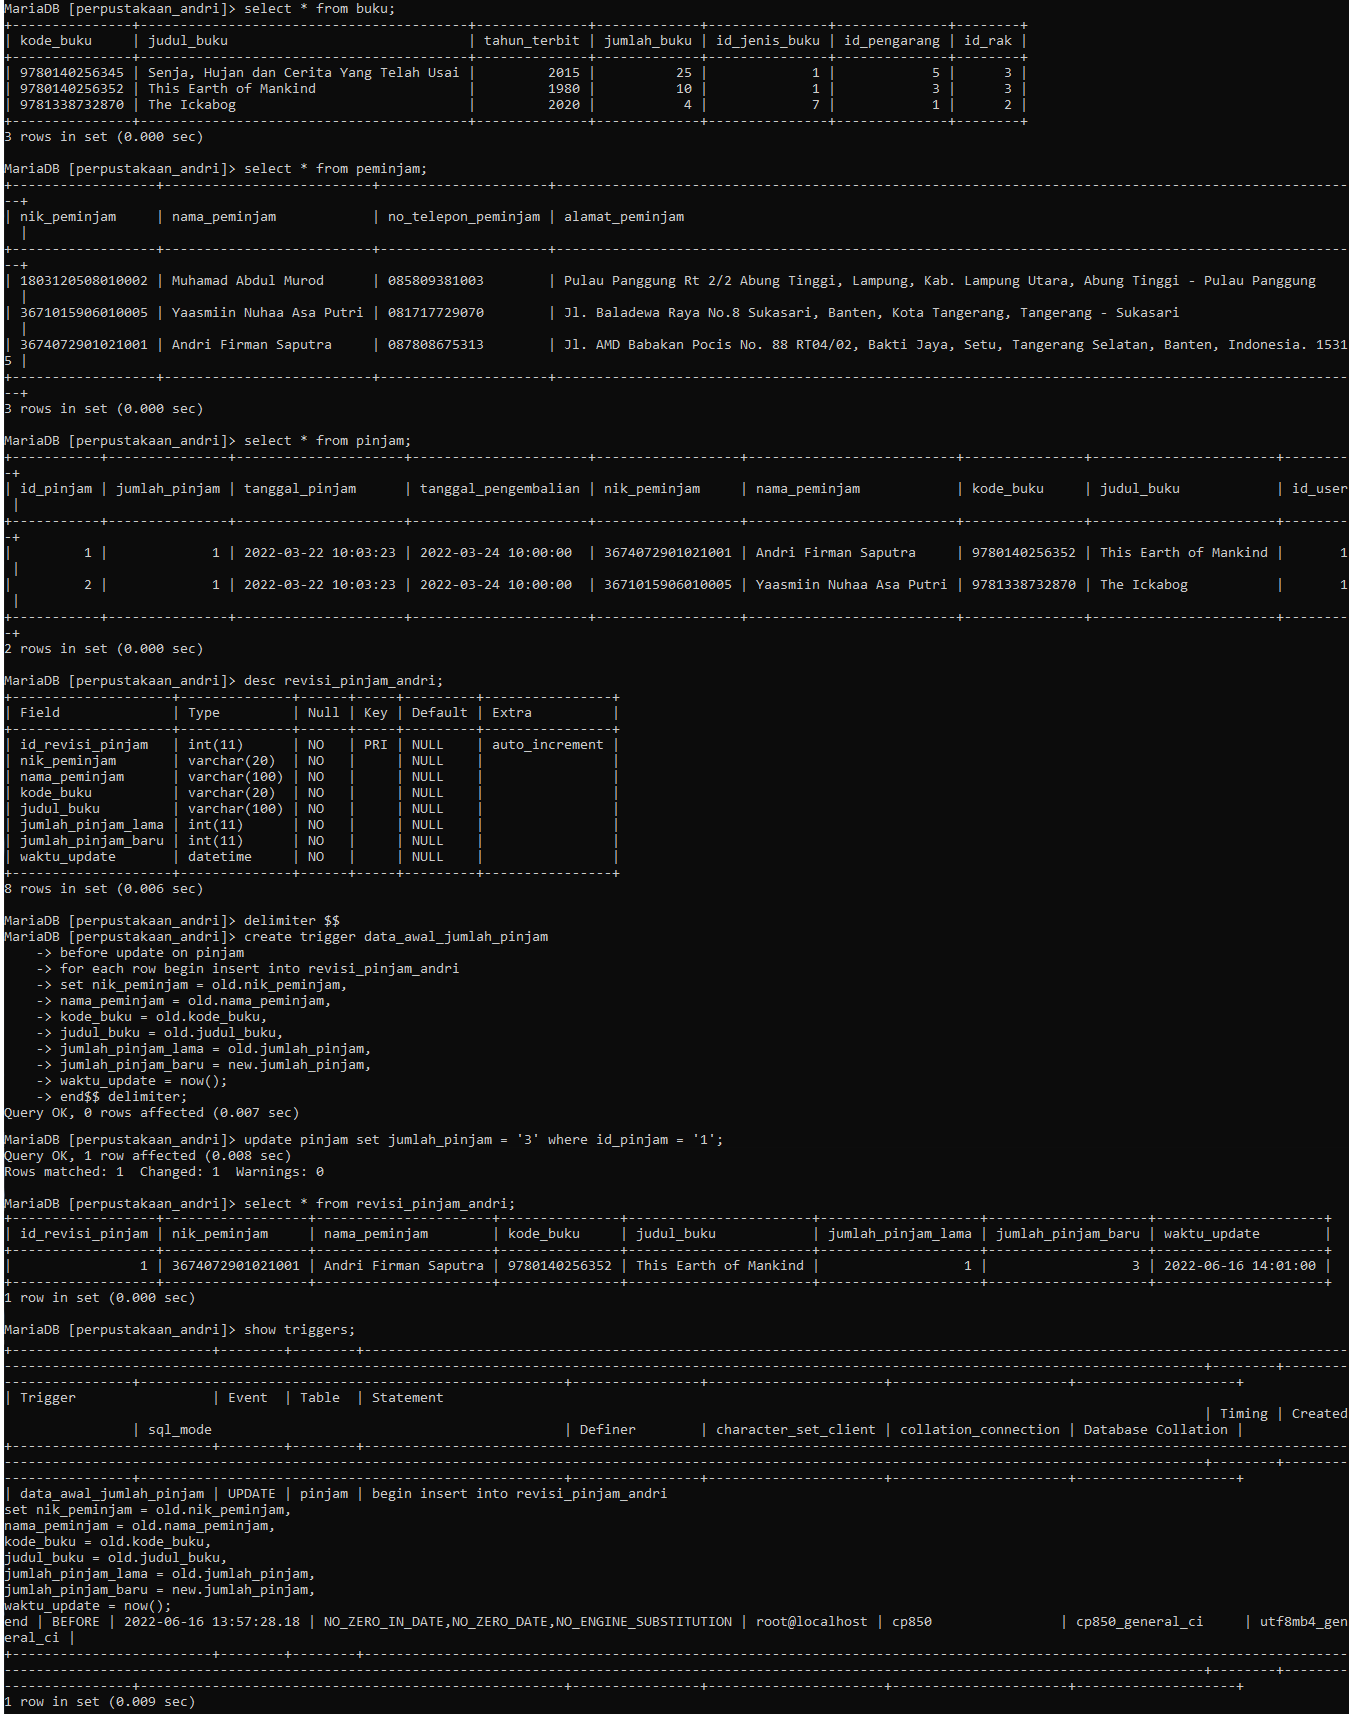 MariaDB [perpustakaan_andri]> select * from buku;
+---------------+-----------------------------------------+--------------+-------------+---------------+--------------+--------+
| kode_buku     | judul_buku                              | tahun_terbit | jumlah_buku | id_jenis_buku | id_pengarang | id_rak |
+---------------+-----------------------------------------+--------------+-------------+---------------+--------------+--------+
| 9780140256345 | Senja, Hujan dan Cerita Yang Telah Usai |         2015 |          25 |             1 |            5 |      3 |
| 9780140256352 | This Earth of Mankind                   |         1980 |          10 |             1 |            3 |      3 |
| 9781338732870 | The Ickabog                             |         2020 |           4 |             7 |            1 |      2 |
+---------------+-----------------------------------------+--------------+-------------+---------------+--------------+--------+
3 rows in set (0.000 sec)
MariaDB [perpustakaan_andri]> select * from peminjam;
| nik_peminjam     | nama_peminjam            | no_telepon_peminjam | alamat_peminjam
|
| 1803120508010002 | Muhamad Abdul Murod      | 085809381003        | Pulau Panggung Rt 2/2 Abung Tinggi, Lampung, Kab. Lampung Utara, Abung Tinggi - Pulau Panggung
|
| 3671015906010005 | Yaasmiin Nuhaa Asa Putri | 081717729070        | Jl. Baladewa Raya No.8 Sukasari, Banten, Kota Tangerang, Tangerang - Sukasari
|
| 3674072901021001 | Andri Firman Saputra     | 087808675313        | Jl. AMD Babakan Pocis No. 88 RT04/02, Bakti Jaya, Setu, Tangerang Selatan, Banten, Indonesia. 1531
5 |
3 rows in set (0.000 sec)
MariaDB [perpustakaan_andri]> select * from pinjam;
| id_pinjam | jumlah_pinjam | tanggal_pinjam      | tanggal_pengembalian | nik_peminjam     | nama_peminjam            | kode_buku     | judul_buku            | id_user
|
|         1 |             1 | 2022-03-22 10:03:23 | 2022-03-24 10:00:00  | 3674072901021001 | Andri Firman Saputra     | 9780140256352 | This Earth of Mankind |       1
|
|         2 |             1 | 2022-03-22 10:03:23 | 2022-03-24 10:00:00  | 3671015906010005 | Yaasmiin Nuhaa Asa Putri | 9781338732870 | The Ickabog           |       1
|
2 rows in set (0.000 sec)
MariaDB [perpustakaan_andri]> desc revisi_pinjam_andri;
| Field              | Type         | Null | Key | Default | Extra          |
| id_revisi_pinjam   | int(11)      | NO   | PRI | NULL    | auto_increment |
| nik_peminjam       | varchar(20)  | NO   |     | NULL    |                |
| nama_peminjam      | varchar(100) | NO   |     | NULL    |                |
| kode_buku          | varchar(20)  | NO   |     | NULL    |                |
| judul_buku         | varchar(100) | NO   |     | NULL    |                |
| jumlah_pinjam_lama | int(11)      | NO   |     | NULL    |                |
| jumlah_pinjam_baru | int(11)      | NO   |     | NULL    |                |
| waktu_update       | datetime     | NO   |     | NULL    |                |
8 rows in set (0.006 sec)
MariaDB [perpustakaan_andri]> delimiter $$
MariaDB [perpustakaan_andri]> create trigger data_awal_jumlah_pinjam
    -> before update on pinjam
    -> for each row begin insert into revisi_pinjam_andri
    -> set nik_peminjam = old.nik_peminjam,
    -> nama_peminjam = old.nama_peminjam,
    -> kode_buku = old.kode_buku,
    -> judul_buku = old.judul_buku,
    -> jumlah_pinjam_lama = old.jumlah_pinjam,
    -> jumlah_pinjam_baru = new.jumlah_pinjam,
    -> waktu_update = now();
    -> end$$ delimiter;
Query OK, 0 rows affected (0.007 sec)
MariaDB [perpustakaan_andri]> update pinjam set jumlah_pinjam = '3' where id_pinjam = '1';
Query OK, 1 row affected (0.008 sec)
Rows matched: 1  Changed: 1  Warnings: 0
MariaDB [perpustakaan_andri]> select * from revisi_pinjam_andri;
| id_revisi_pinjam | nik_peminjam     | nama_peminjam        | kode_buku     | judul_buku            | jumlah_pinjam_lama | jumlah_pinjam_baru | waktu_update        |
|                1 | 3674072901021001 | Andri Firman Saputra | 9780140256352 | This Earth of Mankind |                  1 |                  3 | 2022-06-16 14:01:00 |
1 row in set (0.000 sec)
MariaDB [perpustakaan_andri]> show triggers;
| Trigger                 | Event  | Table  | Statement
| Timing | Created
| sql_mode                                            | Definer        | character_set_client | collation_connection | Database Collation |
| data_awal_jumlah_pinjam | UPDATE | pinjam | begin insert into revisi_pinjam_andri
set nik_peminjam = old.nik_peminjam,
nama_peminjam = old.nama_peminjam,
kode_buku = old.kode_buku,
judul_buku = old.judul_buku,
jumlah_pinjam_lama = old.jumlah_pinjam,
jumlah_pinjam_baru = new.jumlah_pinjam,
waktu_update = now();
end | BEFORE | 2022-06-16 13:57:28.18 | NO_ZERO_IN_DATE,NO_ZERO_DATE,NO_ENGINE_SUBSTITUTION | root@localhost | cp850                | cp850_general_ci     | utf8mb4_gen
eral_ci |
1 row in set (0.009 sec)